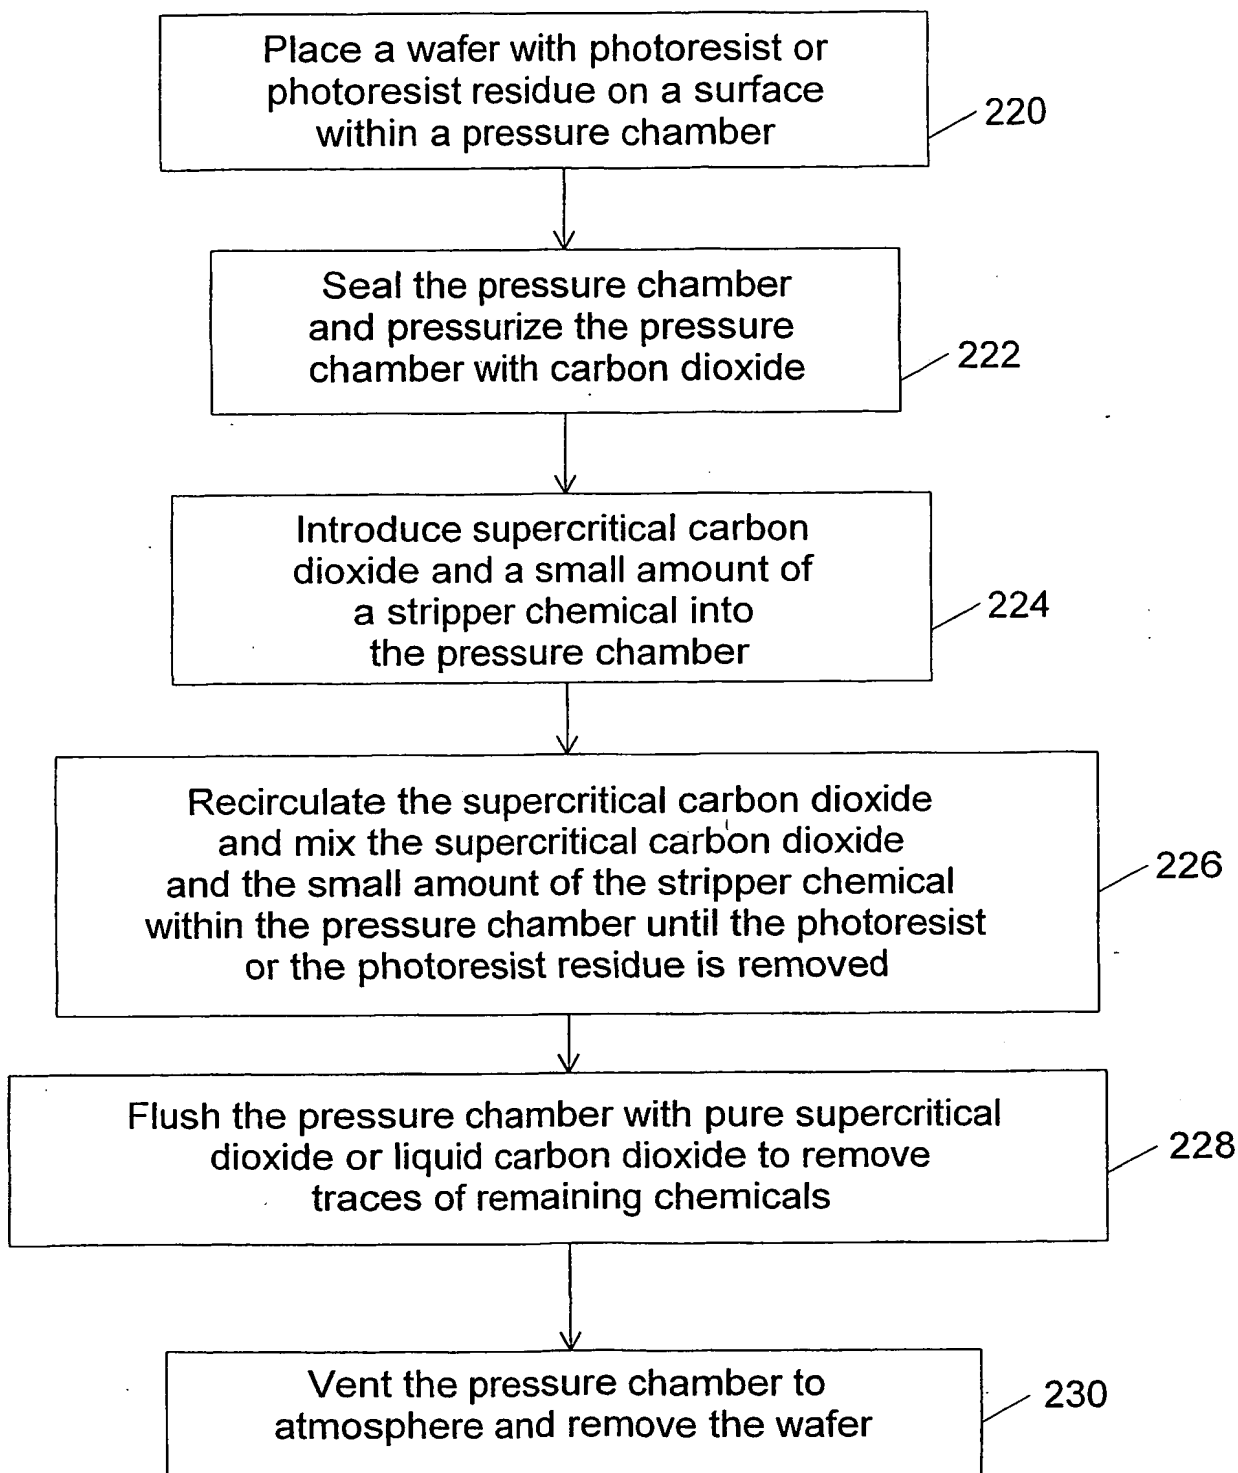 Place a wafer with photoresist or
photoresist residue on a surface
within a pressure chamber
220
Seal the pressure chamber
and pressurize the pressure
chamber with carbon dioxide
222
Introduce supercritical carbon
dioxide and a small amount of
a stripper chemical into
the pressure chamber
224
Recirculate the supercritical carbon dioxide
and mix the supercritical carbon dioxide
and the small amount of the stripper chemical
within the pressure chamber until the photoresist
or the photoresist residue is removed
226
Flush the pressure chamber with pure supercritical
dioxide or liquid carbon dioxide to remove
traces of remaining chemicals
228
Vent the pressure chamber to
atmosphere and remove the wafer
230